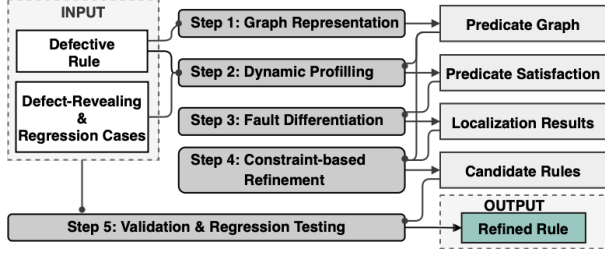 INPUT
Defective
Rule
Defect-Revealing
&
Regression Cases
Step 1: Graph Representation
Step 2: Dynamic Profilling
Step 3: Fault Differentiation
Step 4: Constraint-based
Refinement
Step 5: Validation & Regression Testing
Predicate Graph
Predicate Satisfaction
Localization Results
Candidate Rules
OUTPUT
Refined Rule